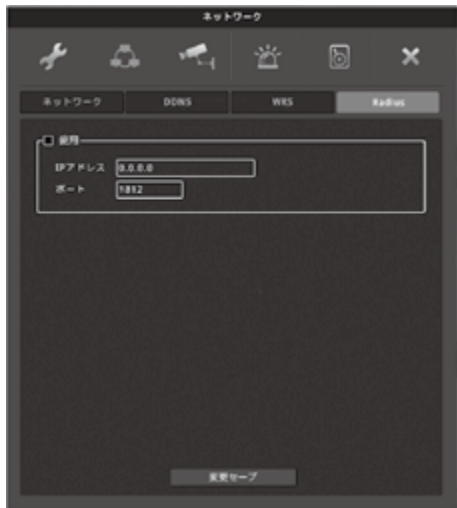 ネットワーク
ネットワーク DDNS WRS Radius
使用
IPアドレス 0.0.0.0
ポート 1812
変更セーブ